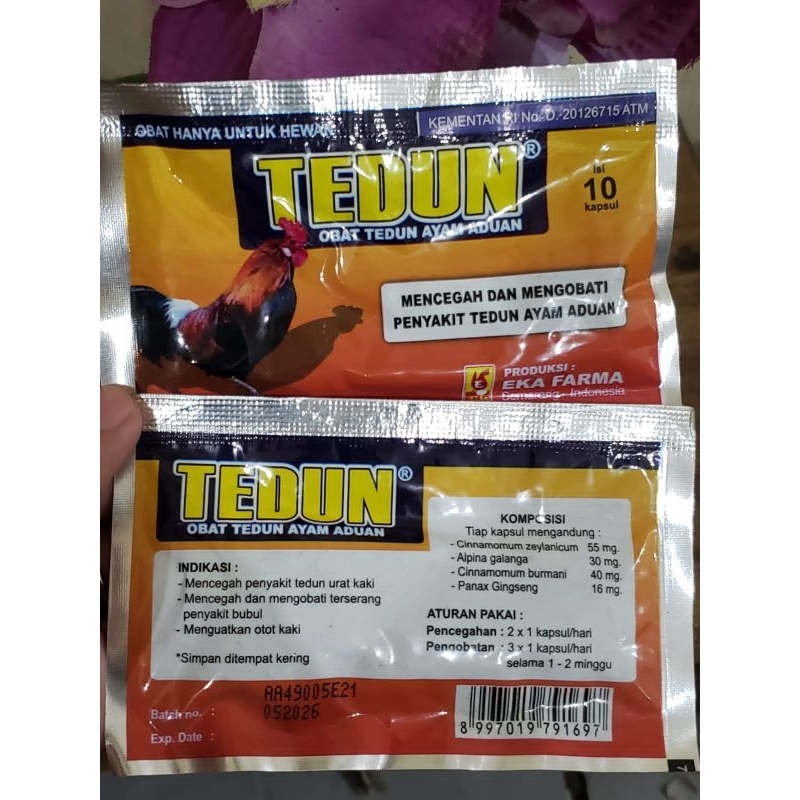 OBAT HANYA UNTUK HEWAN
KEMENTAN RI No. D. 20126715 ATM
TEDUN®
OBAT TEDUN AYAM ADUAN
isi
10
kapsul
MENCEGAH DAN MENGOBATI
PENYAKIT TEDUN AYAM ADUAN
PRODUKSI :
EKA FARMA
Semarang - Indonesia
TEDUN®
OBAT TEDUN AYAM ADUAN
INDIKASI :
- Mencegah penyakit tedun urat kaki
- Mencegah dan mengobati terserang
penyakit bubul
- Menguatkan otot kaki
*Simpan ditempat kering
KOMPOSISI
Tiap kapsul mengandung :
- Cinnamomum zeylanicum 55 mg.
- Alpina galanga 30 mg.
- Cinnamomum burmani 40 mg.
- Panax Gingseng 16 mg.
ATURAN PAKAI :
Pencegahan : 2 x 1 kapsul/hari
Pengobatan : 3 x 1 kapsul/hari
selama 1 - 2 minggu
Batch no. : AA49005E21
Exp. Date : 052026
8 997019 791697